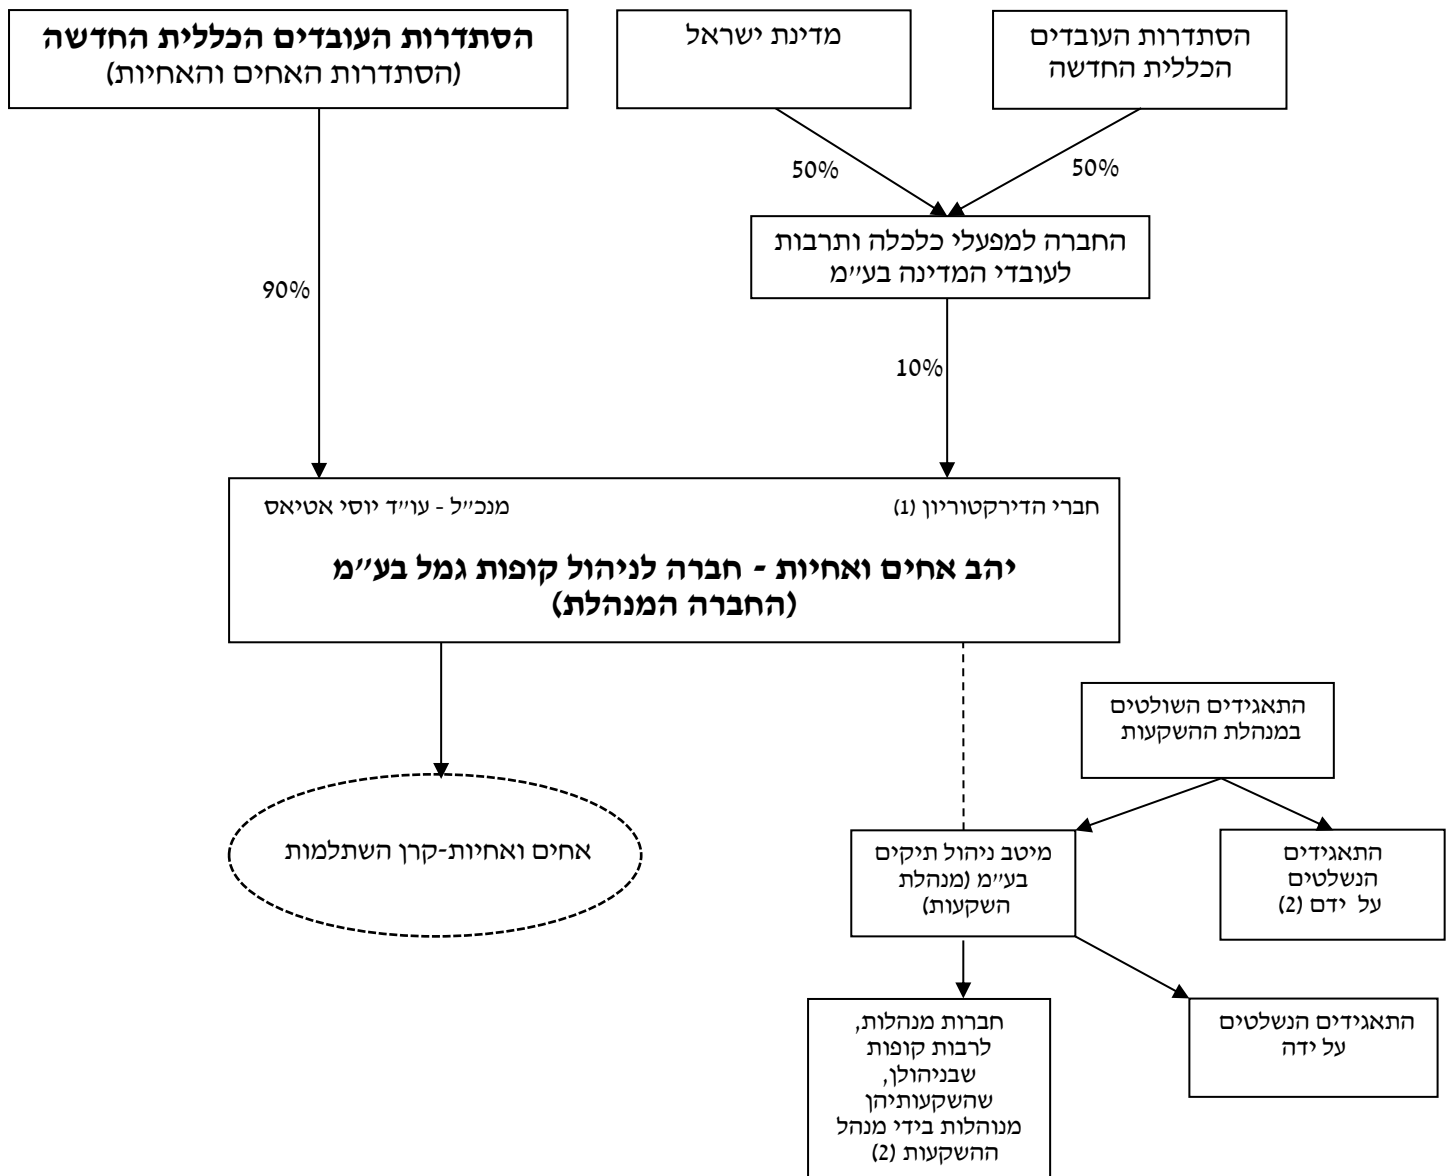 הסתדרות העובדים הכללית החדשה
(הסתדרות האחים והאחיות)
מדינת ישראל
הסתדרות העובדים
הכללית החדשה
50%
50%
החברה למפעלי כלכלה ותרבות
לעובדי המדינה בע״מ
90%
10%
חברי הדירקטוריון (1)
מנכ״ל - עו״ד יוסי אטיאס
יהב אחים ואחיות - חברה לניהול קופות גמל בע״מ
(החברה המנהלת)
התאגידים השולטים
במנהלת ההשקעות
אחים ואחיות-קרן השתלמות
מיטב ניהול תיקים
בע״מ (מנהלת
השקעות)
התאגידים
הנשלטים
על ידם (2)
חברות מנהלות,
לרבות קופות
שבניהולן,
שהשקעותיהן
מנוהלות בידי מנהל
ההשקעות (2)
התאגידים הנשלטים
על ידה